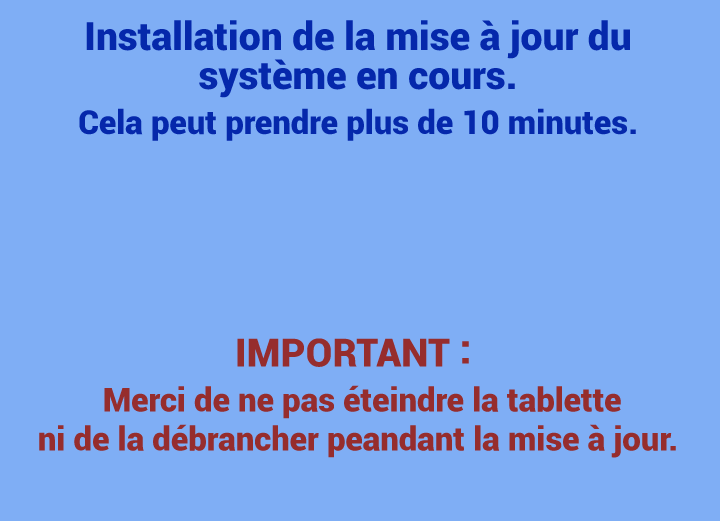 Installation de la mise à jour du
système en cours.
Cela peut prendre plus de 10 minutes.
IMPORTANT :
Merci de ne pas éteindre la tablette
ni de la débrancher peandant la mise à jour.